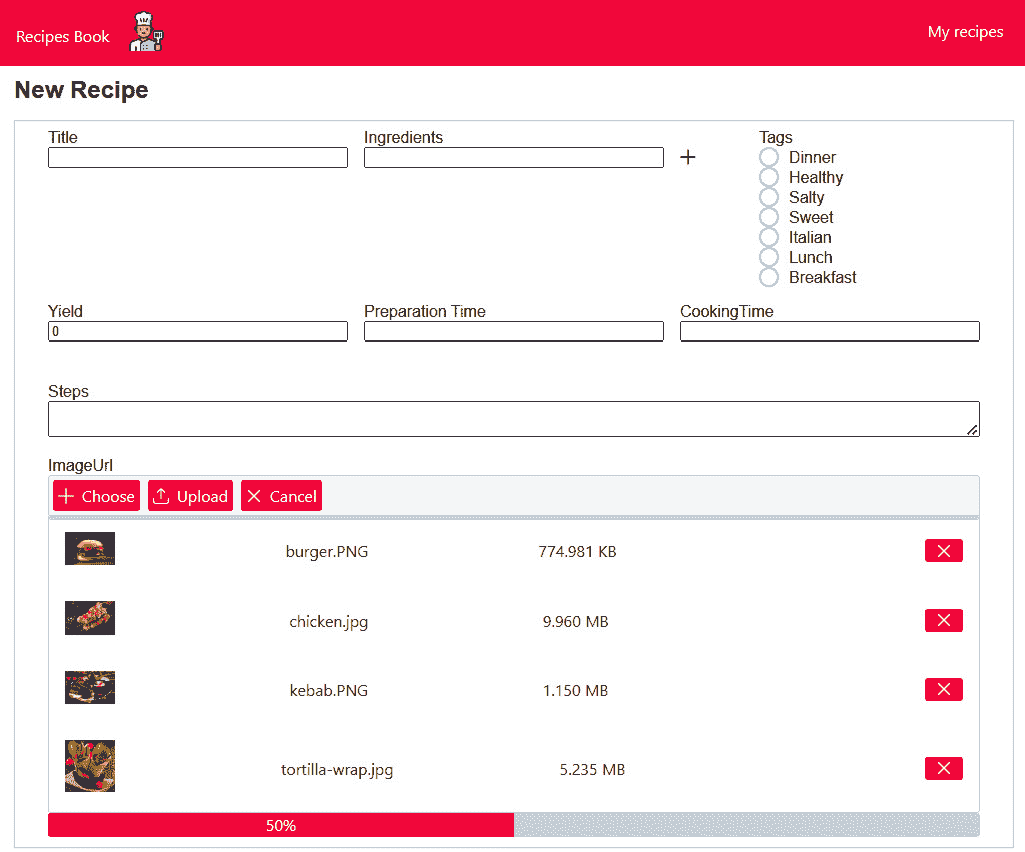 Recipes Book
My recipes
New Recipe
Title
Ingredients
Tags
Dinner
Healthy
Salty
Sweet
Italian
Lunch
Breakfast
Yield
Preparation Time
CookingTime
0
Steps
ImageUrl
Choose
Upload
Cancel
burger.PNG 774.981 KB
chicken.jpg 9.960 MB
kebab.PNG 1.150 MB
tortilla-wrap.jpg 5.235 MB
50%